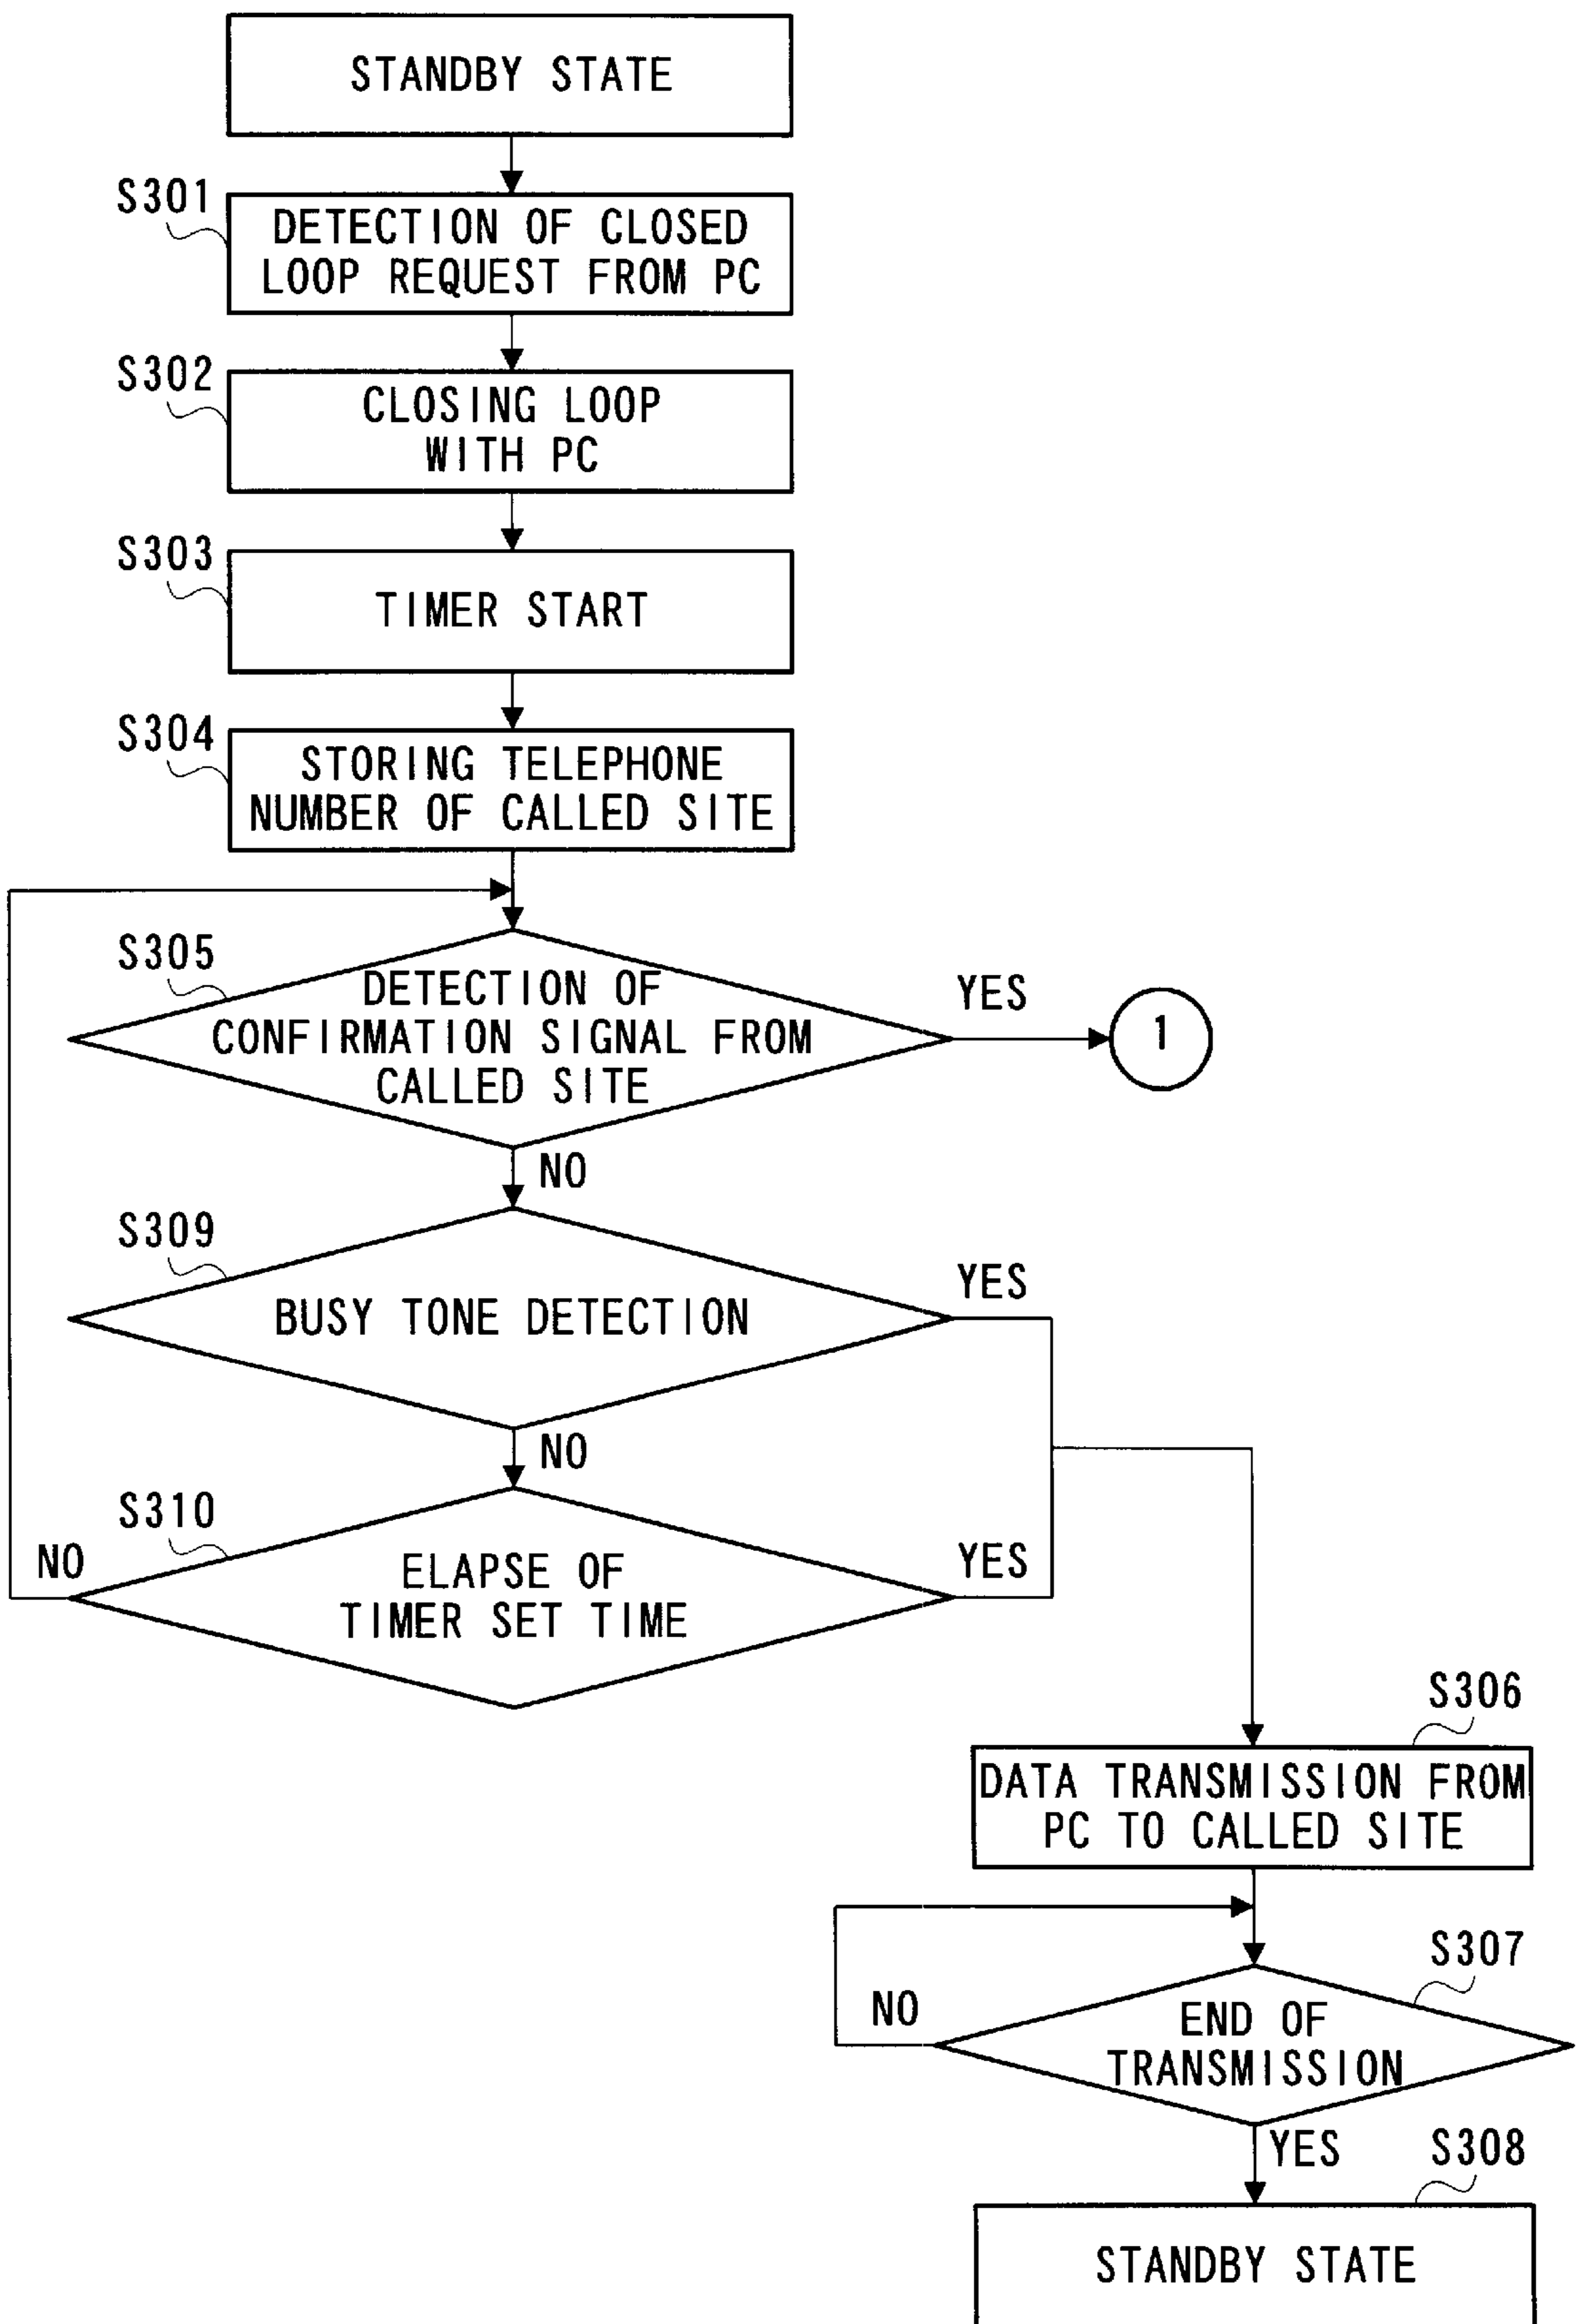 STANDBY STATE
S301
DETECTION OF CLOSED
LOOP REQUEST FROM PC
S302
CLOSING LOOP
WITH PC
S303
TIMER START
S304
STORING TELEPHONE
NUMBER OF CALLED SITE
S305
DETECTION OF
CONFIRMATION SIGNAL FROM
CALLED SITE
YES
1
NO
S309
BUSY TONE DETECTION
YES
NO
S310
NO
ELAPSE OF
TIMER SET TIME
YES
S306
DATA TRANSMISSION FROM
PC TO CALLED SITE
S307
NO
END OF
TRANSMISSION
YES
S308
STANDBY STATE